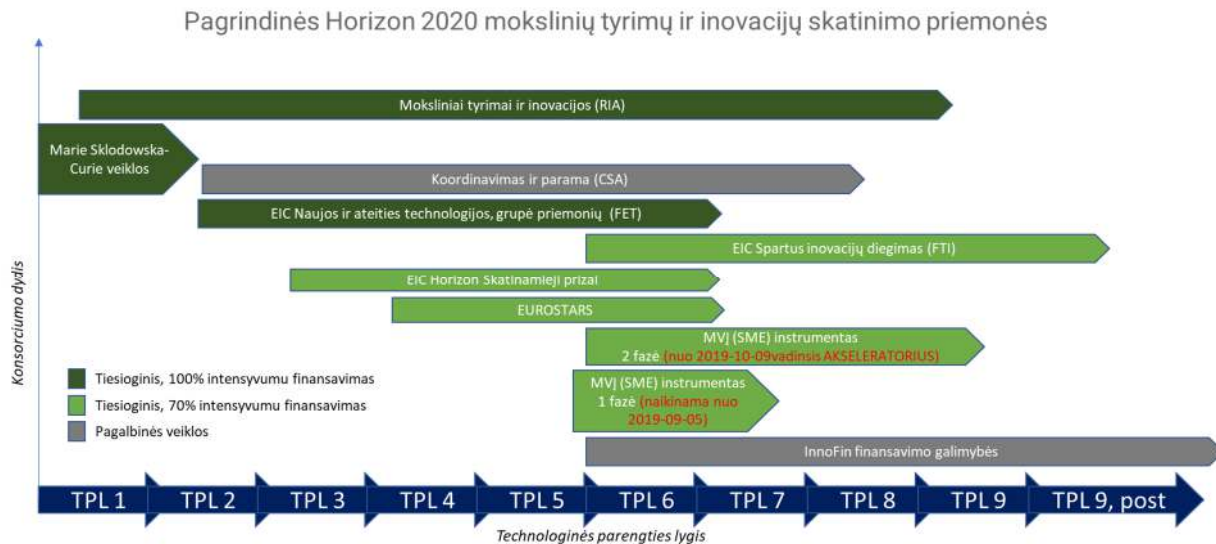 Pagrindinės Horizon 2020 mokslinių tyrimų ir inovacijų skatinimo priemonės
Moksliniai tyrimai ir inovacijos (RIA)
Marie Sklodowska-
Curie veiklos
Koordinavimas ir parama (CSA)
EIC Naujos ir ateities technologijos, grupė priemonių (FET)
EIC Spartus inovacijų diegimas (FTI)
EIC Horizon Skatinamieji prizai
EUROSTARS
MVĮ (SME) instrumentas
2 fazė (nuo 2019-10-09vadinsis AKSELERATORIUS)
MVĮ (SME) instrumentas
1 fazė (naikinama nuo
2019-09-05)
InnoFin finansavimo galimybės
Konsorciumo dydis
Tiesioginis, 100% intensyvumu finansavimas
Tiesioginis, 70% intensyvumu finansavimas
Pagalbinės veiklos
TPL 1 TPL 2 TPL 3 TPL 4 TPL 5 TPL 6 TPL 7 TPL 8 TPL 9 TPL 9, post
Technologinės parengties lygis